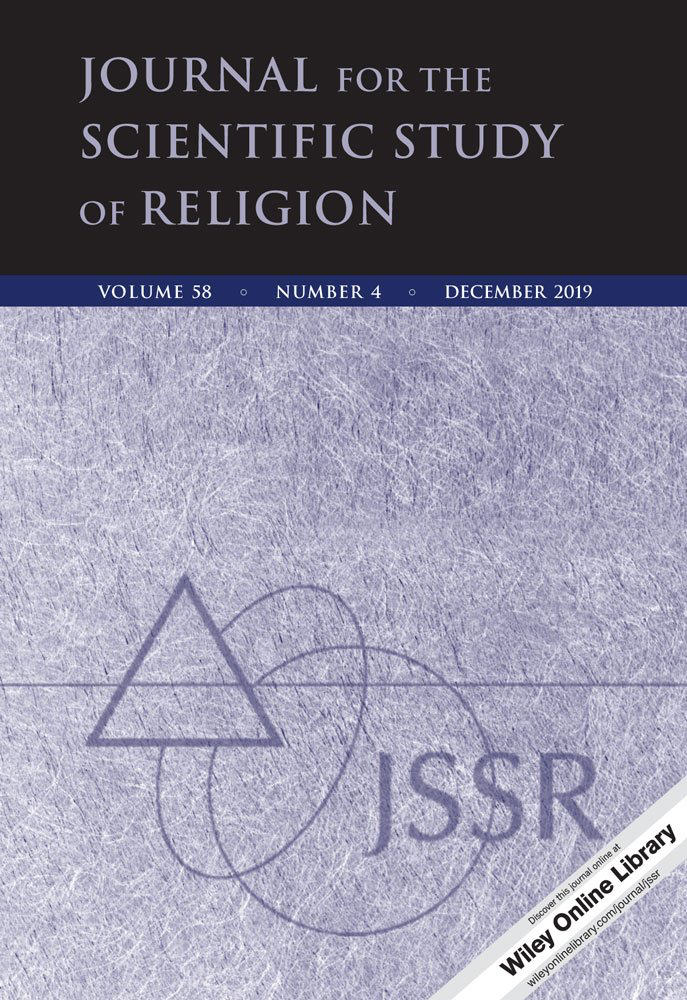 JOURNAL FOR THE
SCIENTIFIC STUDY
OF RELIGION
VOLUME 58 ◦ NUMBER 4 ◦ DECEMBER 2019
JSSR
Discover this journal online at
Wiley Online Library
wileyonlinelibrary.com/journal/jssr